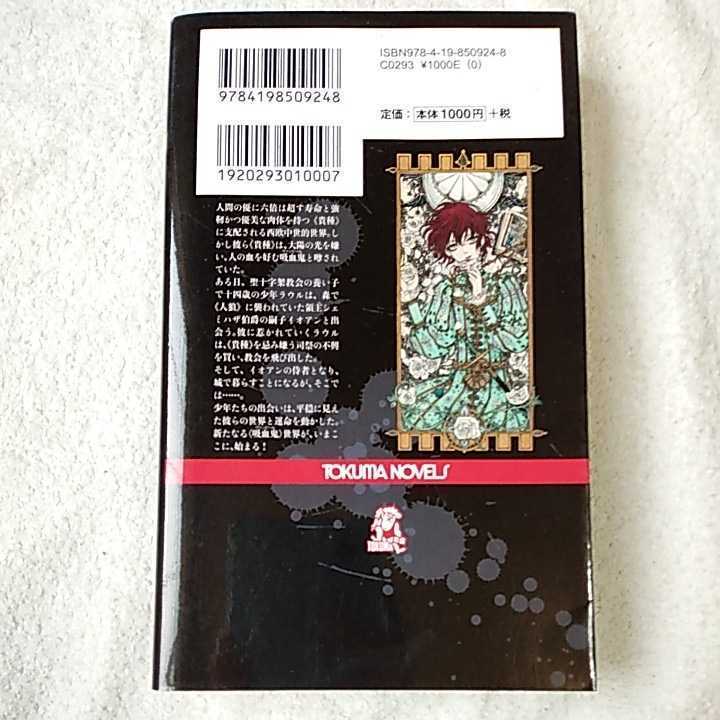 ISBN978-4-19-850924-8
C0293 ¥1000E (0)
9784198509248
定価：本体1000円+税
1920293010007
人間の優に六倍は超す寿命と強
靭かつ優美な肉体を持つ《貴種》
に支配される西欧中世的世界。し
かし彼ら《貴種》は、太陽の光を嫌
い、人の血を好む吸血鬼と噂され
ていた。
ある日、聖十字架教会の養い子
で十四歳の少年ラウルは、森で
《人狼》に襲われていた領主シェ
ミハザ伯爵の嗣子イオアンと出
会う。彼に惹かれていくラウル
は、《貴種》を忌み嫌う司祭の不興
を買い、教会を飛び出した。
そして、イオアンの侍者となり、
城で暮らすことになるが、そこで
は……。
少年たちの出会いは、平穏に見え
た彼らの世界と運命を動かした。
新たなる《吸血鬼》世界が、いまこ
こに、始まる！
TOKUMA NOVELS